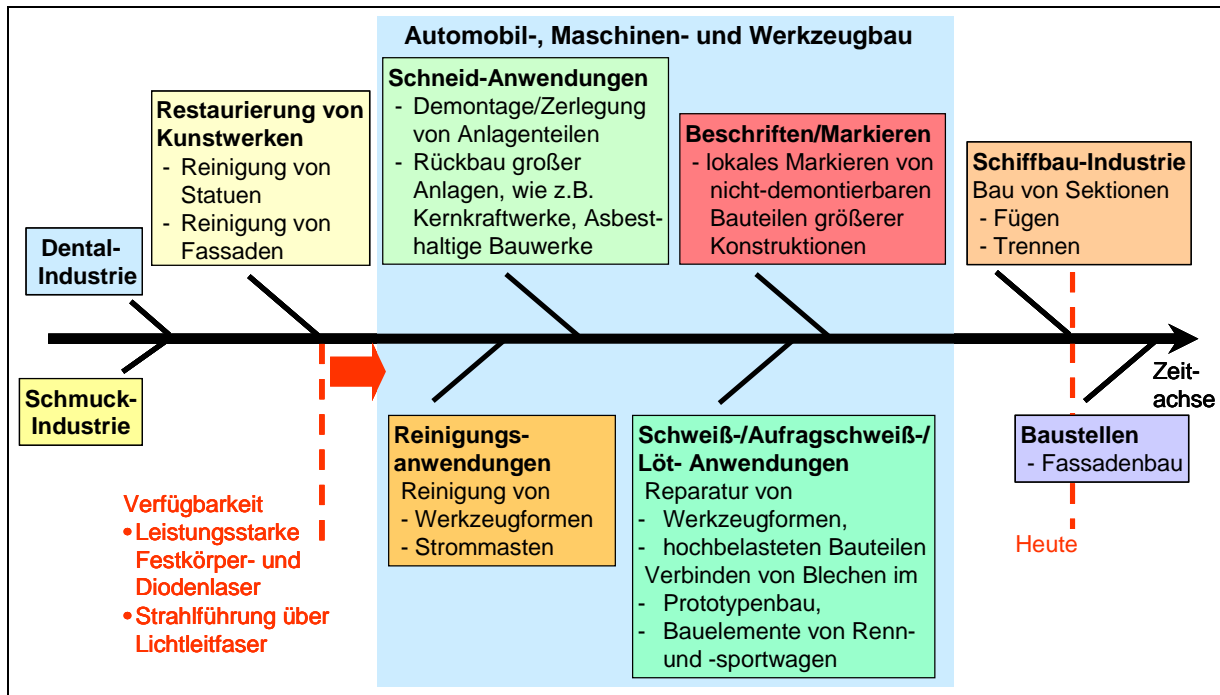 Automobil-, Maschinen- und Werkzeugbau
Dental-
Industrie
Schmuck-
Industrie
Restaurierung von
Kunstwerken
- Reinigung von
Statuen
- Reinigung von
Fassaden
Schneid-Anwendungen
- Demontage/Zerlegung
von Anlagenteilen
- Rückbau großer
Anlagen, wie z.B.
Kernkraftwerke, Asbest-
haltige Bauwerke
Beschriften/Markieren
- lokales Markieren von
nicht-demontierbaren
Bauteilen größerer
Konstruktionen
Schiffbau-Industrie
Bau von Sektionen
- Fügen
- Trennen
Zeit-
achse
Verfügbarkeit
• Leistungsstarke
Festkörper- und
Diodenlaser
• Strahlführung über
Lichtleitfaser
Reinigungs-
anwendungen
Reinigung von
- Werkzeugformen
- Strommasten
Schweiß-/Aufragschweiß-/
Löt- Anwendungen
Reparatur von
- Werkzeugformen,
- hochbelasteten Bauteilen
Verbinden von Blechen im
- Prototypenbau,
- Bauelemente von Renn-
und -sportwagen
Baustellen
- Fassadenbau
Heute